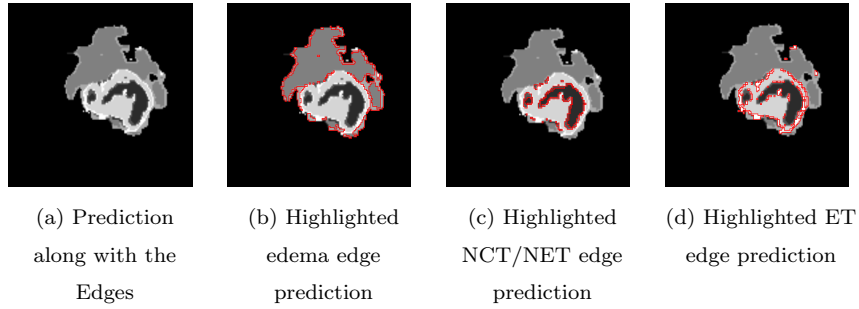 (a) Prediction
along with the
Edges
(b) Highlighted
edema edge
prediction
(c) Highlighted
NCT/NET edge
prediction
(d) Highlighted ET
edge prediction